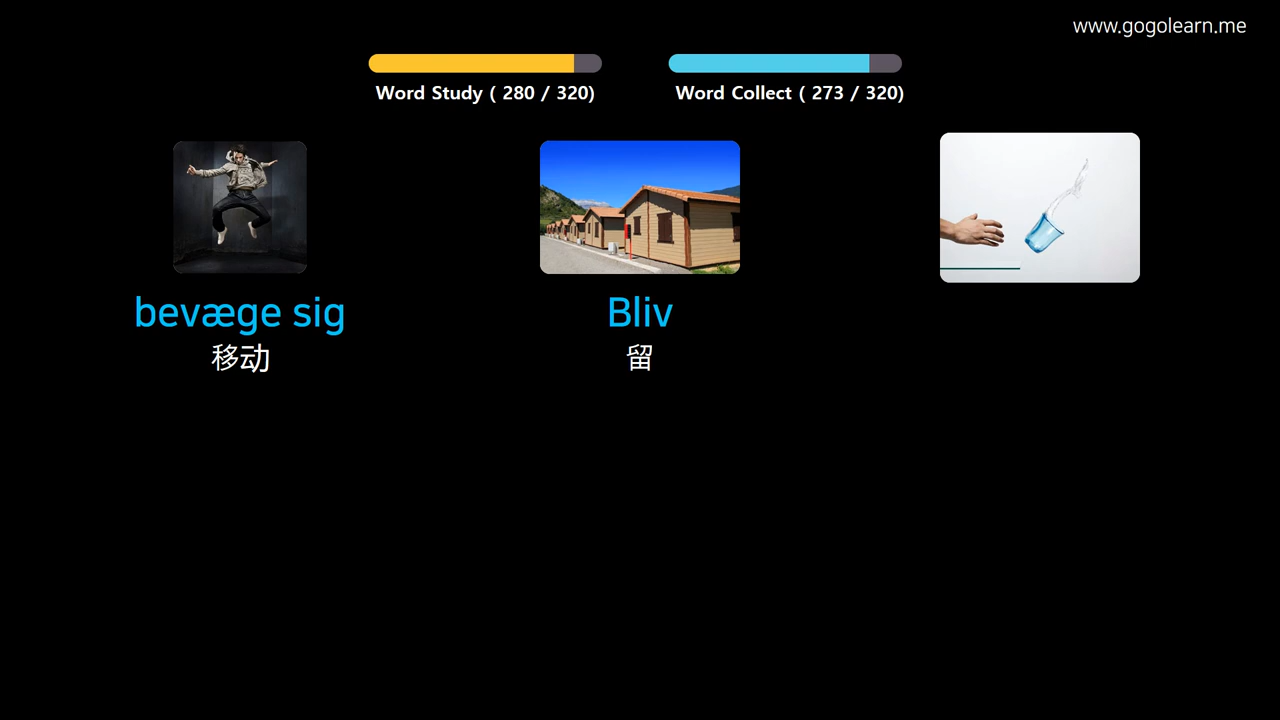 www.gogolearn.me
Word Study ( 280 / 320)
Word Collect ( 273 / 320)
bevæge sig
移动
Bliv
留